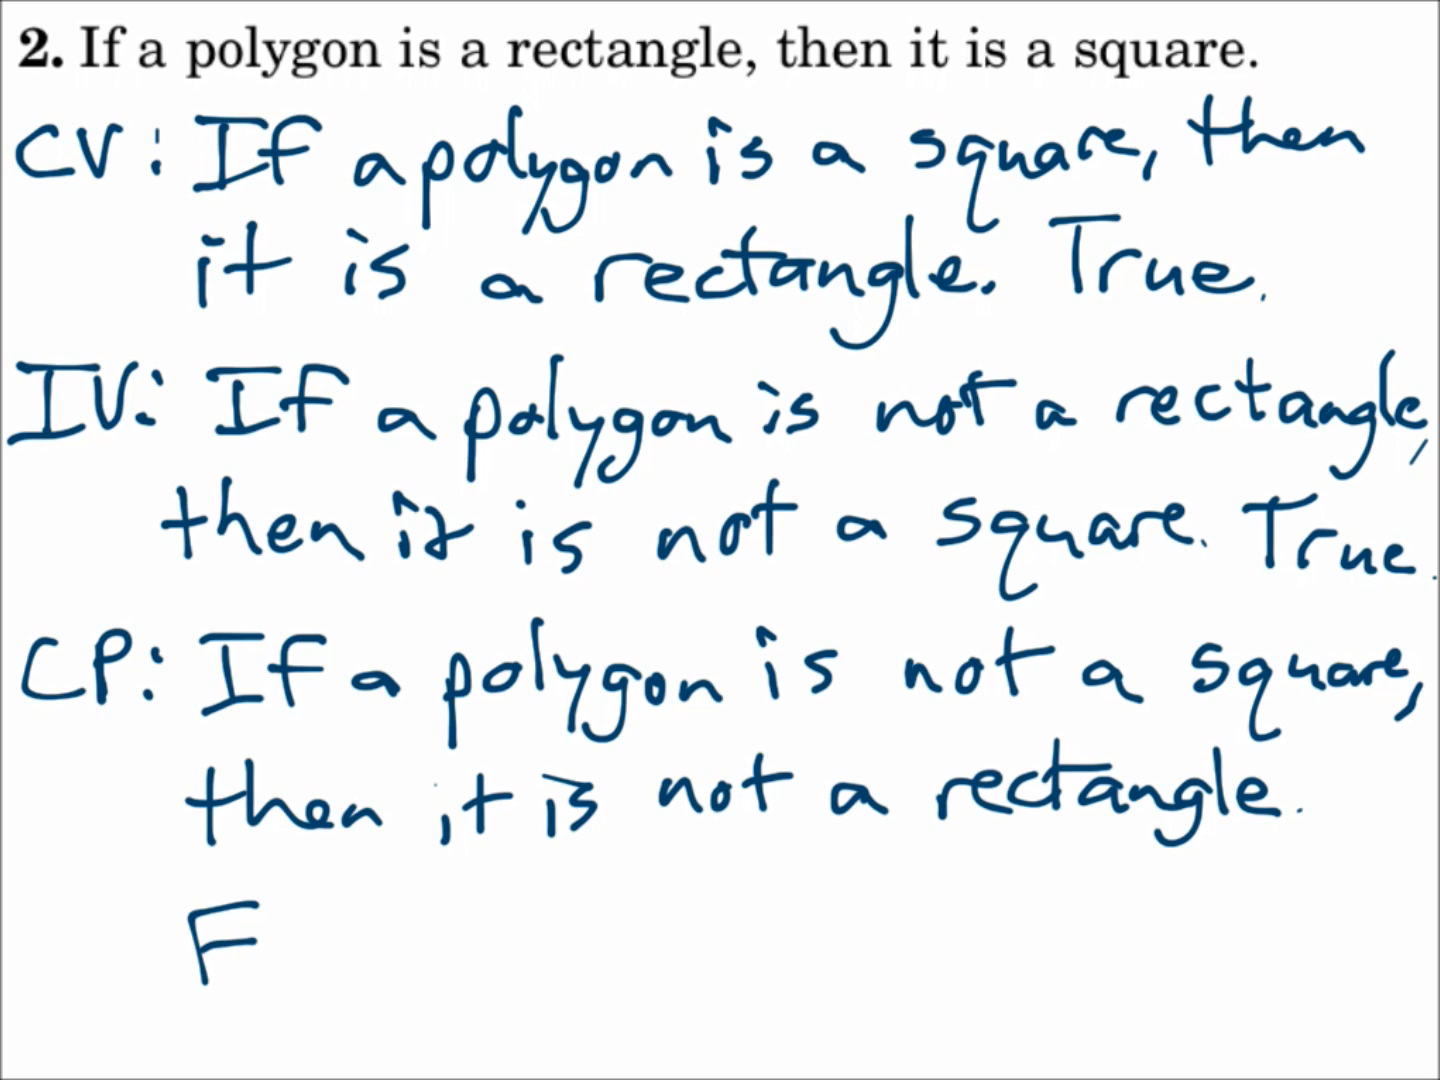 2. If a polygon is a rectangle, then it is a square.
CV: If a polygon is a square, then
it is a rectangle. True.
IV: If a polygon is not a rectangle,
then it is not a square. True.
CP: If a polygon is not a square,
then it is not a rectangle.
F